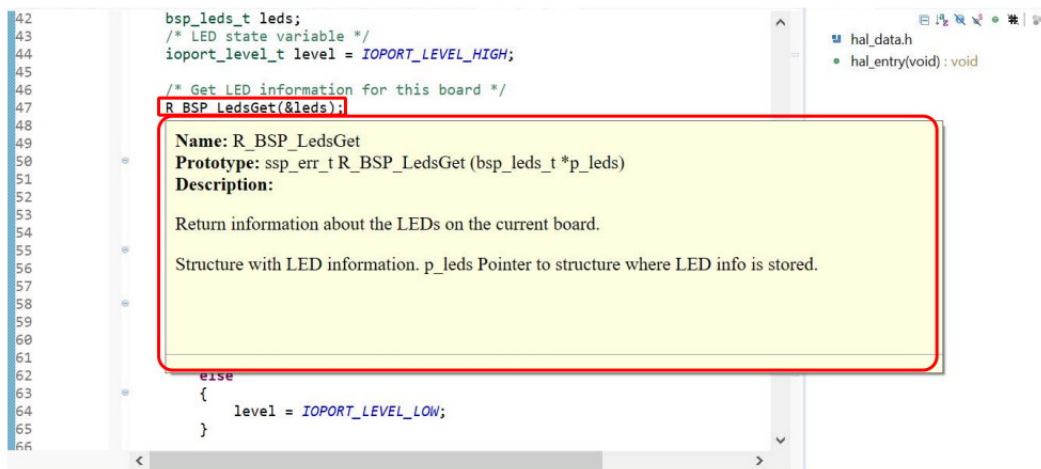 42 bsp_leds_t leds;
43 /* LED state variable */
44 ioport_level_t level = IOPORT_LEVEL_HIGH;
45
46 /* Get LED information for this board */
47 R_BSP_LedsGet(&leds);
48
49
50
51
52
53
54
55
56
57
58
59
60
61
62 else
63 {
64 level = IOPORT_LEVEL_LOW;
65 }
66
Name: R_BSP_LedsGet
Prototype: ssp_err_t R_BSP_LedsGet (bsp_leds_t *p_leds)
Description:
Return information about the LEDs on the current board.
Structure with LED information. p_leds Pointer to structure where LED info is stored.
hal_data.h
hal_entry(void) : void